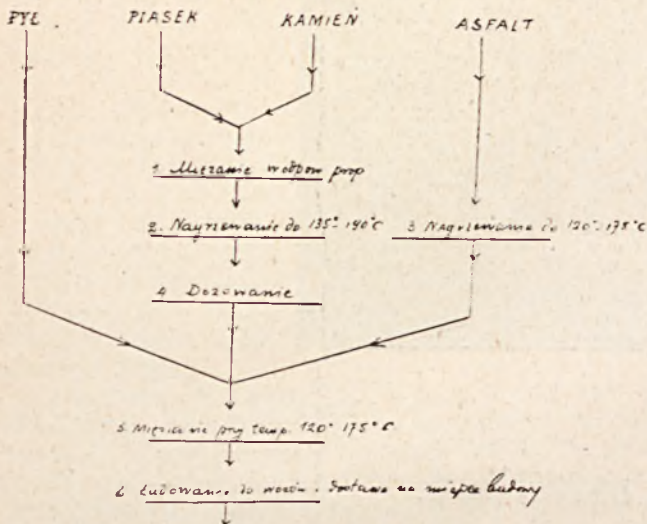 PYŁ PIASEK KAMIEŃ ASFALT
1. Mieszanie w odpow prop
2. Nagrzewanie do 135°-190°C 3. Nagrzewanie do 120°-175°C
4 Dozowanie
5. Mieszanie przy temp. 120° 175°C
6. Ładowanie do wozów i dostawa na miejsce budowy